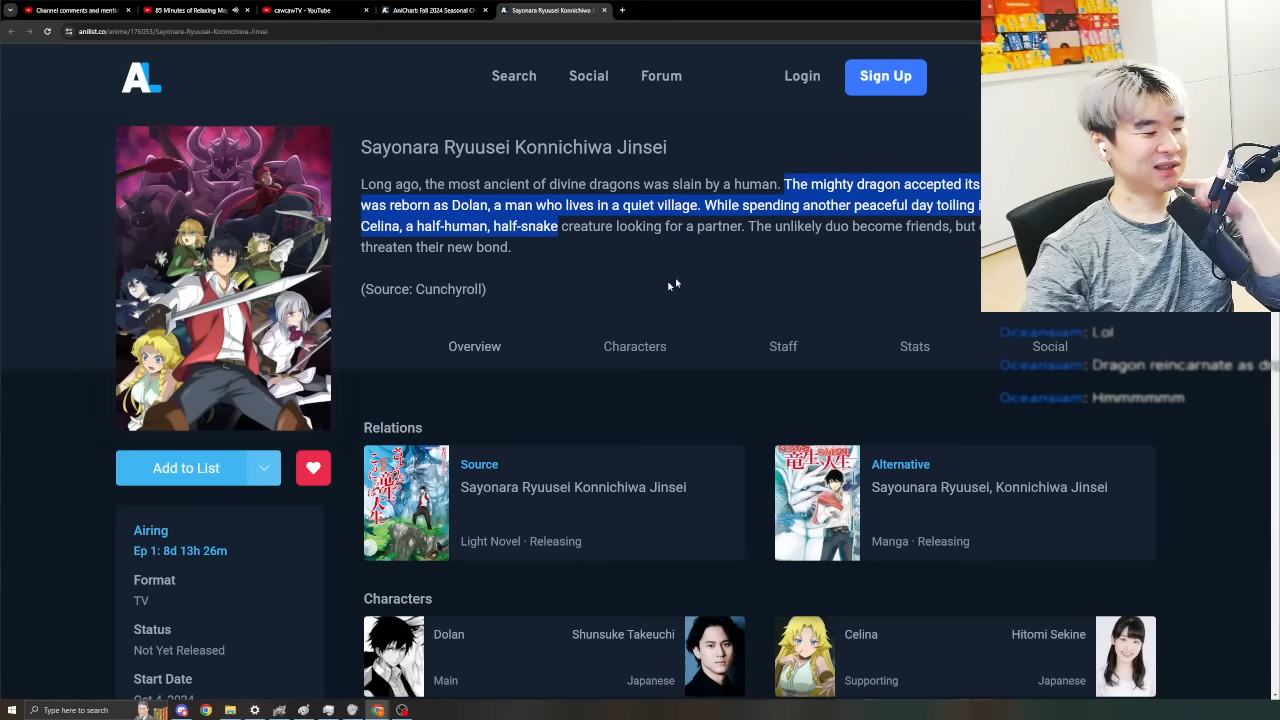 Channel comments and menti
85 Minutes of Relaxing Ma
cawcawTV - YouTube
AniChart: Fall 2024 Seasonal C
Sayonara Ryuusei Konnichiwa J
anilist.co/anime/176053/Sayonara-Ryuusei-Konnichiwa-Jinsei
AL
Search
Social
Forum
Login
Sign Up
Sayonara Ryuusei Konnichiwa Jinsei
Long ago, the most ancient of divine dragons was slain by a human. The mighty dragon accepted its
was reborn as Dolan, a man who lives in a quiet village. While spending another peaceful day toiling i
Celina, a half-human, half-snake creature looking for a partner. The unlikely duo become friends, but
threaten their new bond.
(Source: Cunchyroll)
Oceansiam: Lol
Overview
Characters
Staff
Stats
Social
Oceansiam: Dragon reincarnate as
Oceansiam: Hmmmmmm
Relations
Source
Sayonara Ryuusei Konnichiwa Jinsei
Light Novel · Releasing
Alternative
Sayounara Ryuusei, Konnichiwa Jinsei
Manga · Releasing
Add to List
Airing
Ep 1: 8d 13h 26m
Format
TV
Status
Not Yet Released
Start Date
Oct 4, 2024
Characters
Dolan
Main
Shunsuke Takeuchi
Japanese
Celina
Supporting
Hitomi Sekine
Japanese
Type here to search